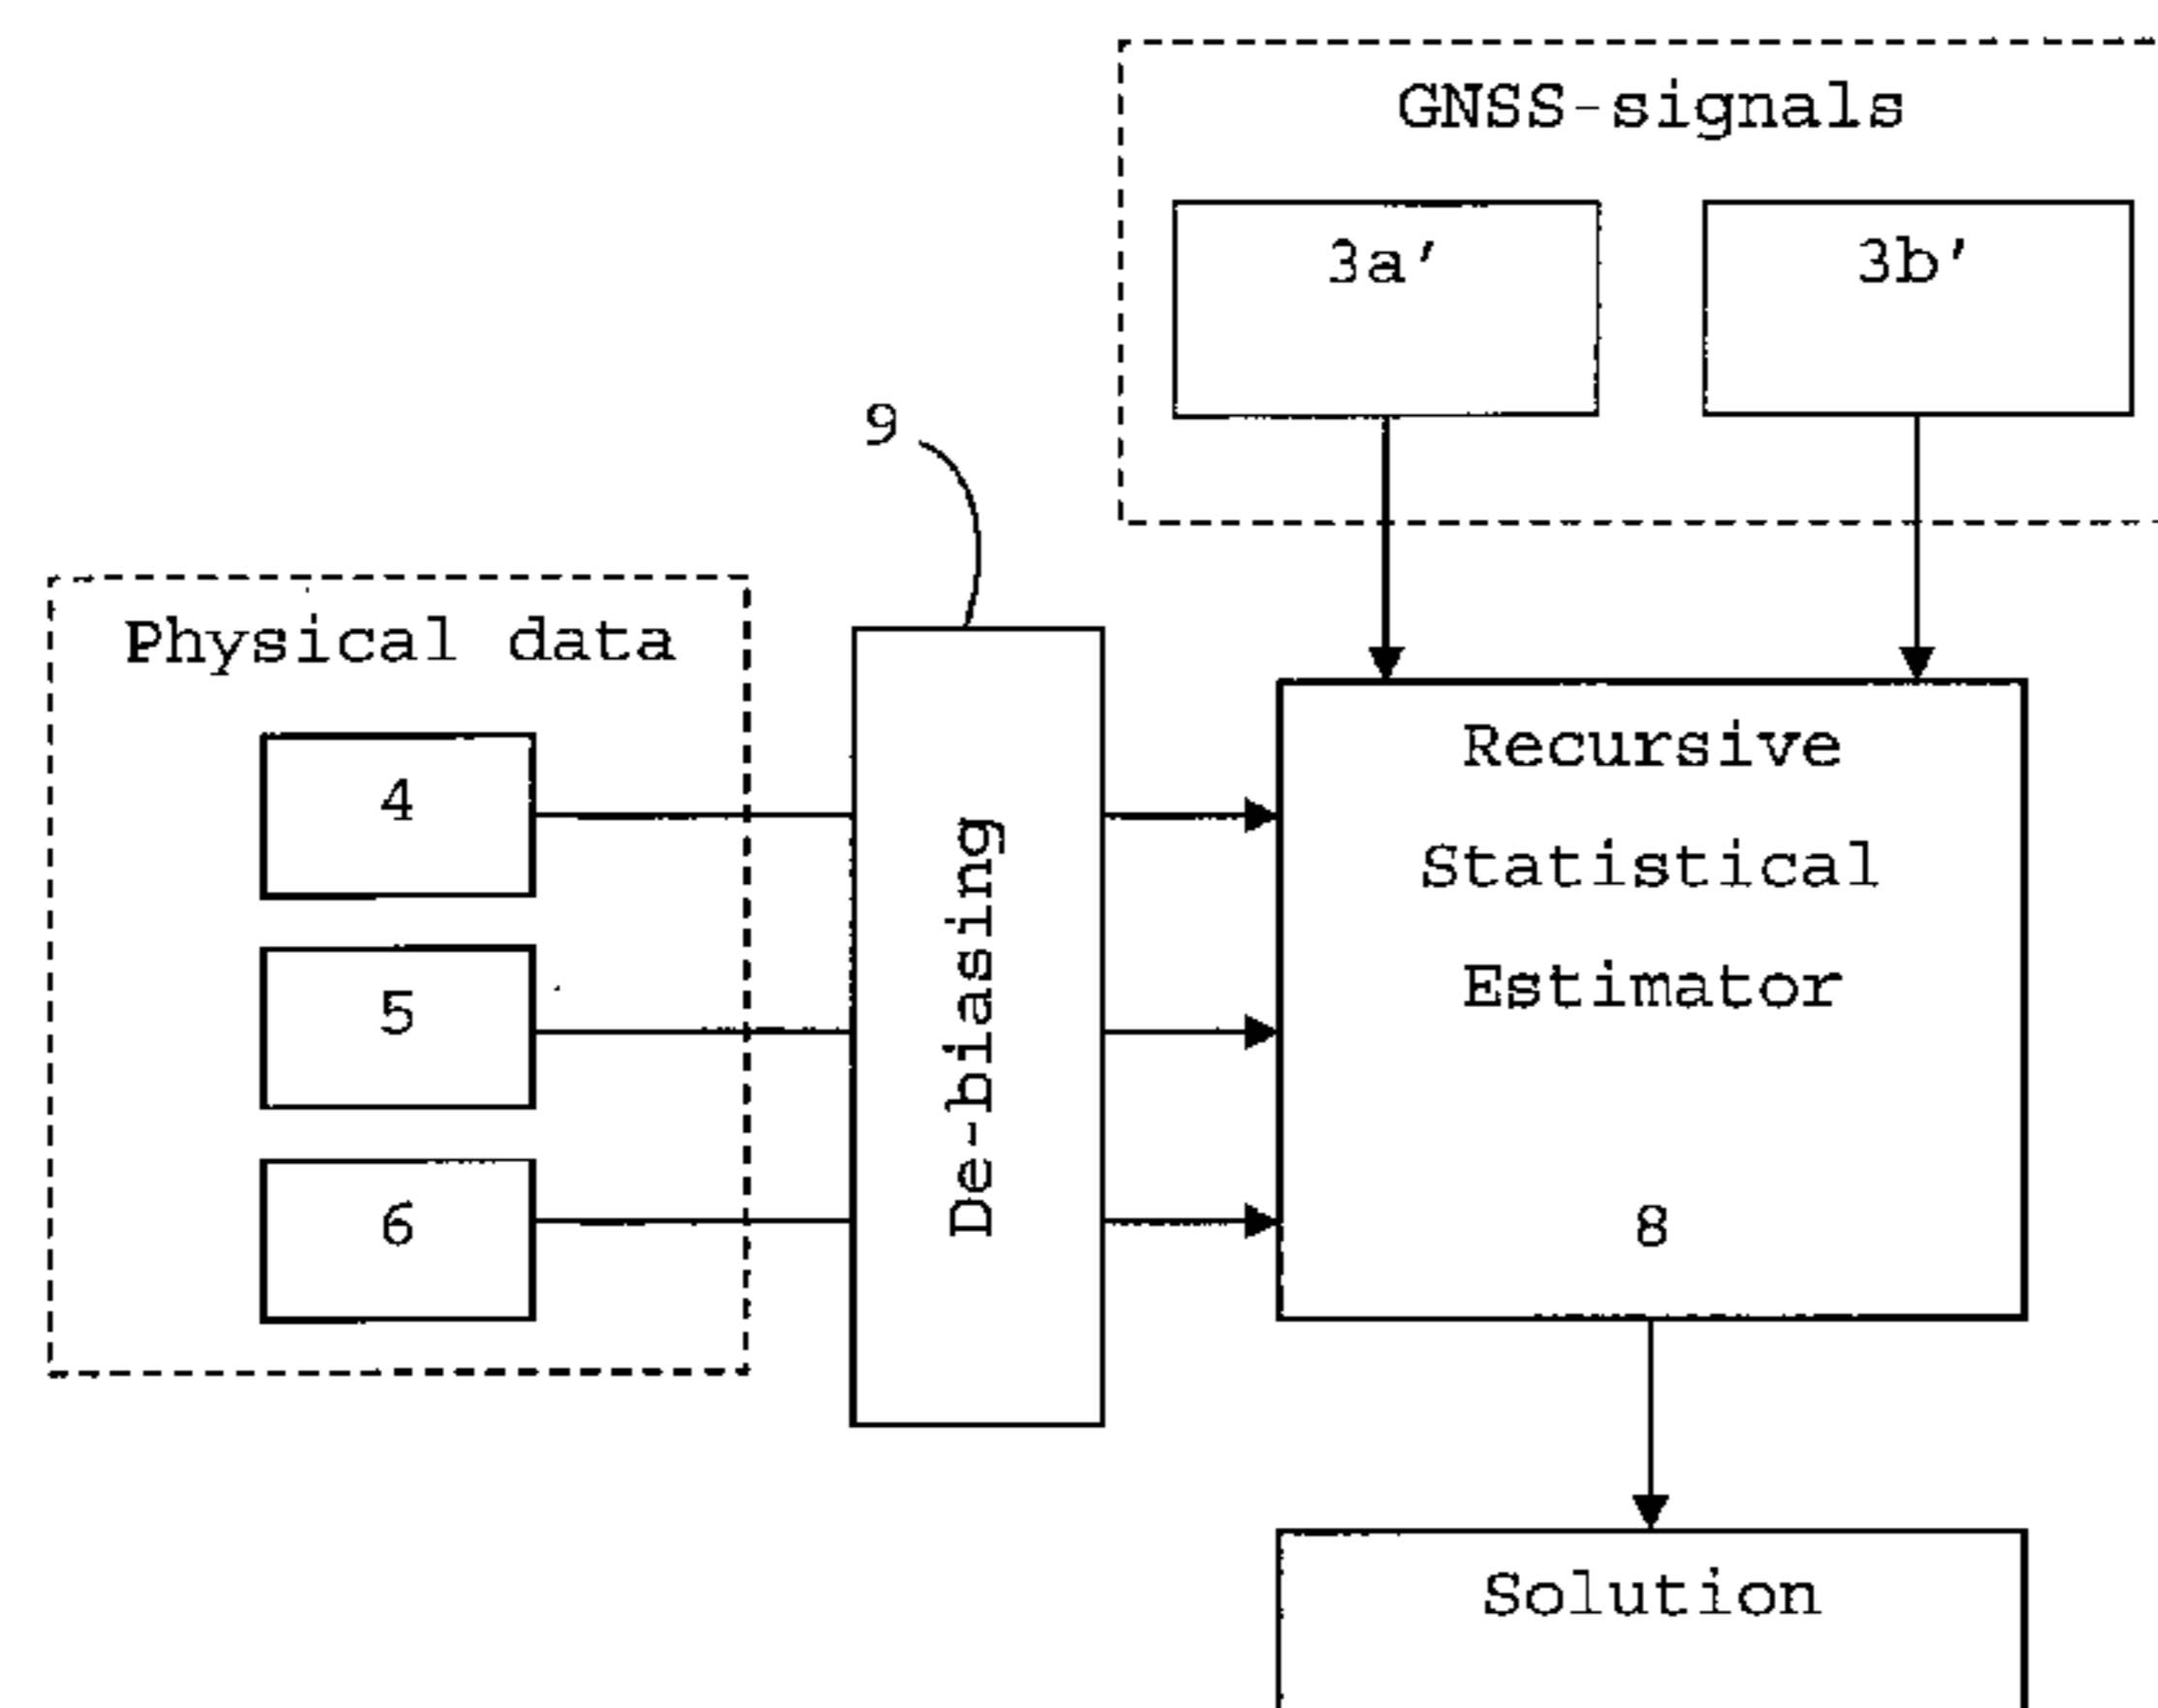 GNSS-signals
3a'
3b'
9
Physical data
4
5
6
De-biasing
Recursive
Statistical
Estimator
8
Solution